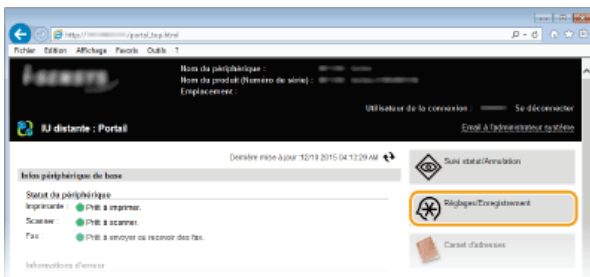 http:// /portal_top.html
Fichier Edition Affichage Favoris Outils ?
Nom du périphérique :
Nom du produit (Numéro de série) :
Emplacement :
Utilisateur de la connexion : Se déconnecter
IU distante : Portail
Email à l'administrateur système
Dernière mise à jour :12/18 2015 04:13:29 AM
Suivi statut/Annulation
Infos périphérique de base
Statut du périphérique
Imprimante : Prêt à imprimer.
Réglages/Enregistrement
Scanner : Prêt à scanner.
Fax : Prêt à envoyer ou recevoir des fax.
Carnet d'adresses
Informations d'erreur